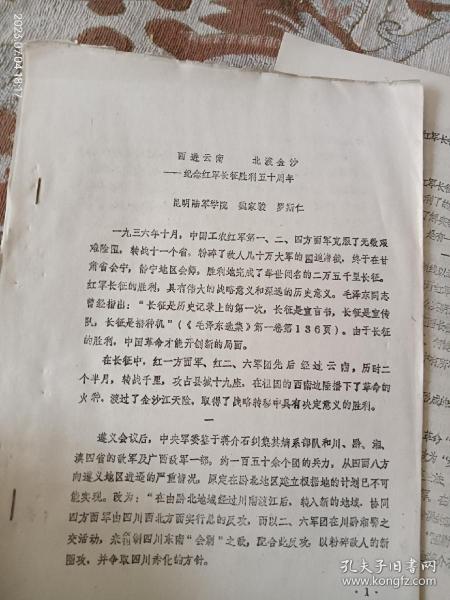 2023/07/04 18:17
西进云南 北渡金沙
——纪念红军长征胜利五十周年
昆明陆军学院 罗
一九三六年十月，中国工农红军第一、二、四方面军克服了无数艰
难险阻，转战十一个省，粉碎了敌人几十万大军的围追堵截，终于在甘
肃省会宁，静宁地区会师，胜利地完成了举世闻名的二万五千里长征。
红军长征的胜利，具有伟大的战略意义和深远的历史意义。毛泽东同志
曾经指出：“长征是历史记录上的第一次，长征是宣言书，长征是宣传
队，长征是播种机”（《毛泽东选集》第一卷第136页）。由于长征
的胜利，中国革命才能开创新的局面。
在长征中，红一方面军、红二、六军团先后经过云南，历时二
个半月，转战千里，攻占县城十九座，在祖国的西南边陲播下了革命的
火种，渡过了金沙江天险，取得了战略转移中具有决定意义的胜利。
一
遵义会议后，中央军委鉴于蒋介石纠集其嫡系部队和川、黔、湘、
滇四省的敌军及广西敌军一部，约一百五十余个团的兵力，从四面八方
向遵义地区进逼的严重情况，原定在黔北地区建立根据地的计划已不可
能实现。改为：“在由黔北地域经过川南渡江后，转入新的地域，协同
四方面军由川西北方面实行总的反攻，而以二、六军团在川黔湘鄂之
交活动，来牵制四川东南“会剿”之敌，配合此反攻，以粉碎敌人的新
围攻，并争取四川赤化的方针。
·1·
孔夫子旧书网